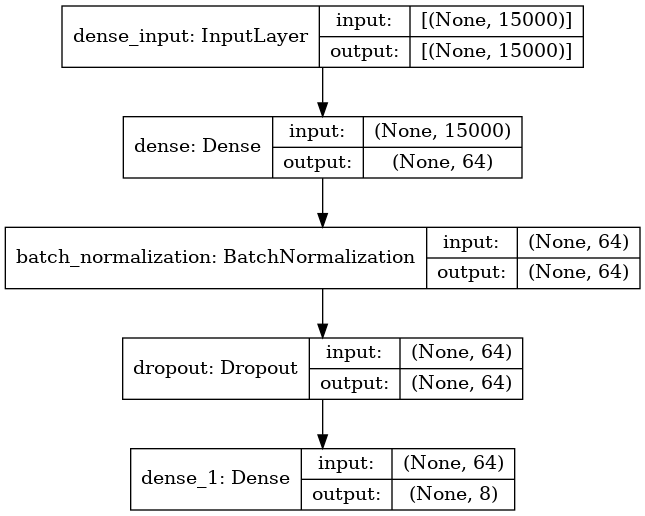 dense_input: InputLayer
input: [(None, 15000)]
output: [(None, 15000)]
dense: Dense
input: (None, 15000)
output: (None, 64)
batch_normalization: BatchNormalization
input: (None, 64)
output: (None, 64)
dropout: Dropout
input: (None, 64)
output: (None, 64)
dense_1: Dense
input: (None, 64)
output: (None, 8)